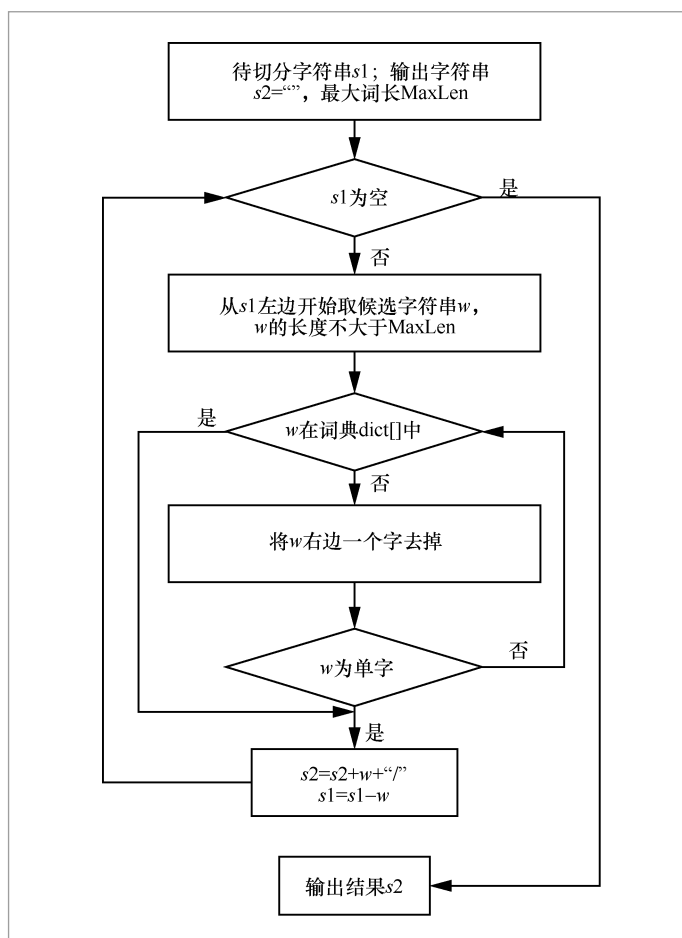 待切分字符串s1；输出字符串
s2=“”，最大词长MaxLen
s1为空
是
否
从s1左边开始取候选字符串w，
w的长度不大于MaxLen
是
w在词典dict[]中
否
将w右边一个字去掉
w为单字
否
是
s2=s2+w+“/”
s1=s1–w
输出结果s2